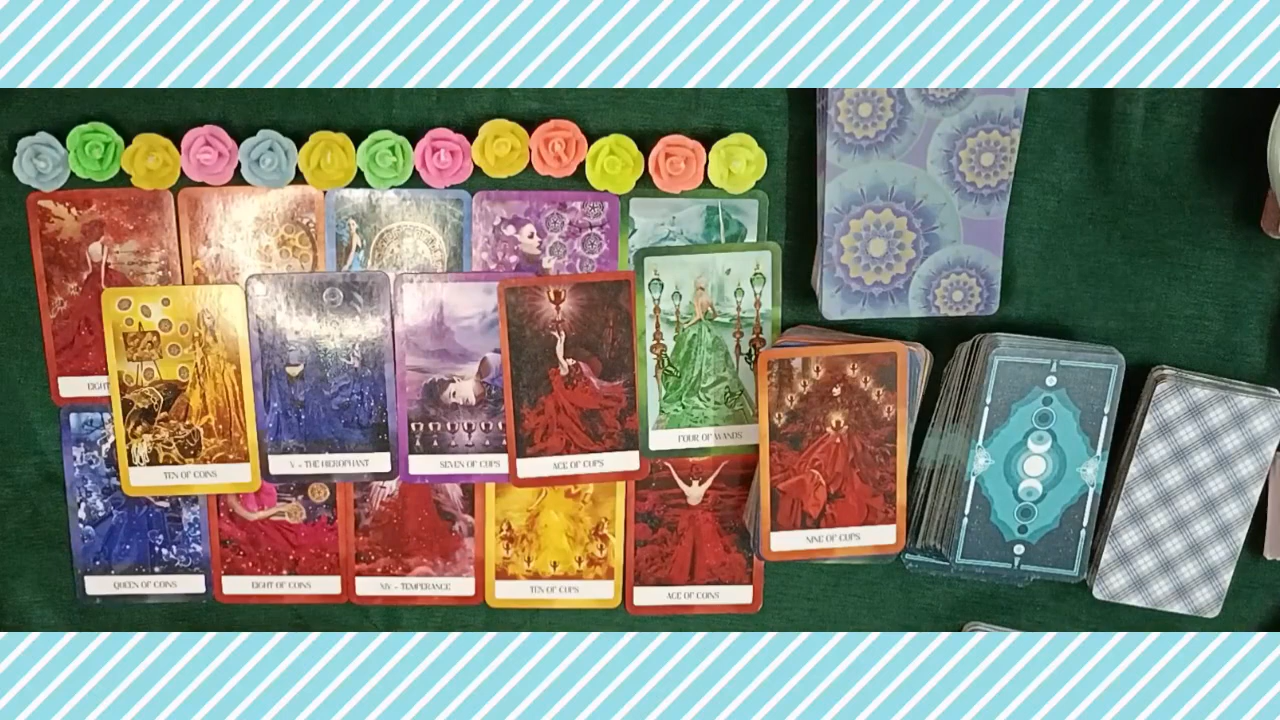 EIGHT
TEN OF COINS
V - THE HIEROPHANT
SEVEN OF CUPS
ACE OF CUPS
FOUR OF WANDS
NINE OF CUPS
QUEEN OF COINS
EIGHT OF COINS
XIV - TEMPERANCE
TEN OF CUPS
ACE OF COINS